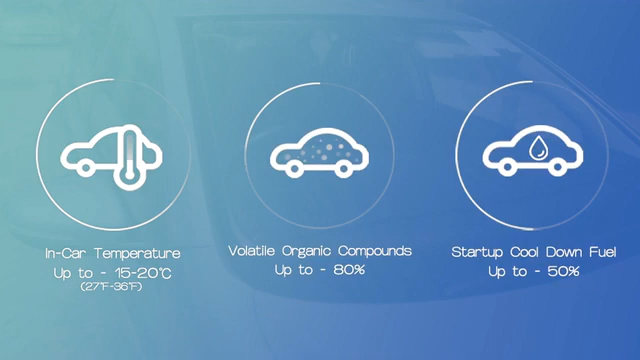 In-Car Temperature
Up to - 15-20℃
(27℉-36℉)
Volatile Organic Compounds
Up to - 80%
Startup Cool Down Fuel
Up to - 50%